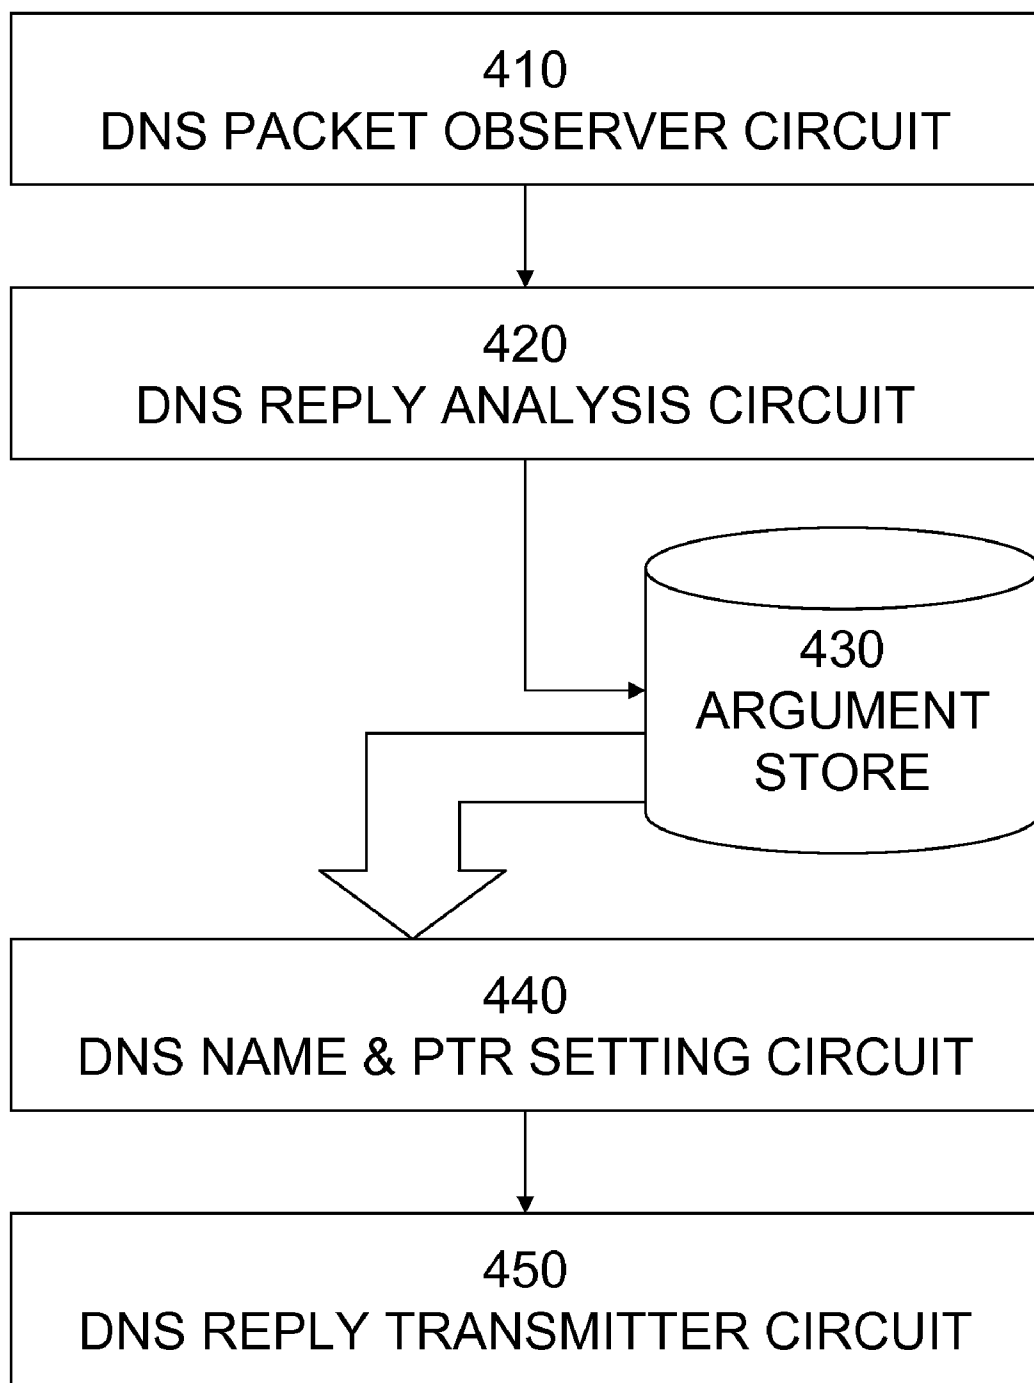 410
DNS PACKET OBSERVER CIRCUIT
420
DNS REPLY ANALYSIS CIRCUIT
430
ARGUMENT
STORE
440
DNS NAME & PTR SETTING CIRCUIT
450
DNS REPLY TRANSMITTER CIRCUIT